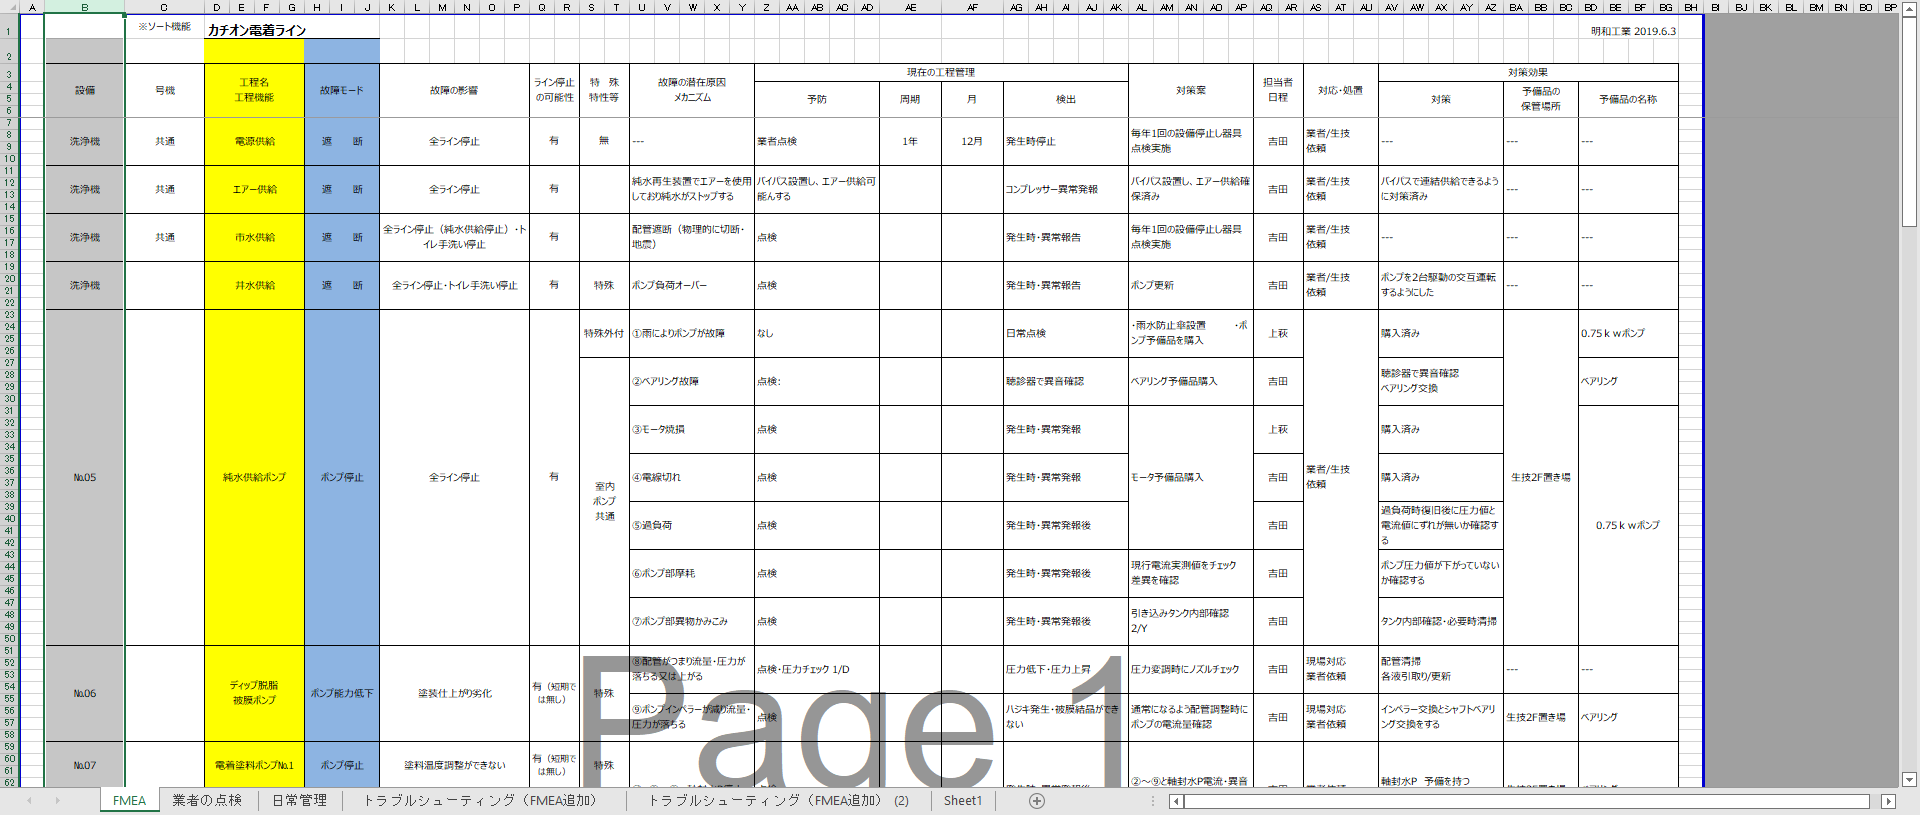 A B C D E F G H I J K L M N O P Q R S T U V W X Y Z AA AB AC AD AE AF AG AH AI AJ AK AL AM AN AO AP AQ AR AS AT AU AV AW AX AY AZ BA BB BC BD BE BF BG BH BI BJ BK BL BM BN BO BP
※ソート機能 カチオン電着ライン 明和工業 2019.6.3
設備 号機 工程名 故障モード 故障の影響 ライン停止 特 殊 故障の潜在原因 現在の工程管理 対策案 担当者 対応・処置 対策効果
工程機能 の可能性 特性等 メカニズム 予防 周期 月 検出 日程 対策 予備品の 予備品の名称
保管場所
洗浄機 共通 電源供給 遮 断 全ライン停止 有 無 --- 業者点検 1年 12月 発生時停止 毎年1回の設備停止し器具 吉田 業者/生技 --- --- ---
点検実施 依頼
洗浄機 共通 エアー供給 遮 断 全ライン停止 有 純水再生装置でエアーを使用 バイパス設置し、エアー供給可 コンプレッサー異常発報 バイパス設置し、エアー供給確 吉田 業者/生技 バイパスで連結供給できるよう --- ---
しており純水がストップする 能んする 保済み 依頼 に対策済み
洗浄機 共通 市水供給 遮 断 全ライン停止（純水供給停止）・ト 有 配管遮断（物理的に切断・ 点検 発生時・異常報告 毎年1回の設備停止し器具 吉田 業者/生技 --- --- ---
イレ手洗い停止 地震） 点検実施 依頼
洗浄機 井水供給 遮 断 全ライン停止・トイレ手洗い停止 有 特殊 ポンプ負荷オーバー 点検 発生時・異常報告 ポンプ更新 吉田 業者/生技 ポンプを2台駆動の交互運転 --- ---
依頼 するようにした
特殊外付 ①雨によりポンプが故障 なし 日常点検 ・雨水防止傘設置 ・ポ 上萩 購入済み 0.75ｋｗポンプ
ンプ予備品を購入
②ベアリング故障 点検: 聴診器で異音確認 ベアリング予備品購入 吉田 聴診器で異音確認 ベアリング
ベアリング交換
③モータ焼損 点検 発生時・異常発報 上萩 購入済み
№05 純水供給ポンプ ポンプ停止 全ライン停止 有 室内 ④電線切れ 点検 発生時・異常発報 モータ予備品購入 吉田 業者/生技 購入済み 生技2F置き場
ポンプ 依頼
共通 ⑤過負荷 点検 発生時・異常発報後 吉田 過負荷時復旧後に圧力値と 0.75ｋｗポンプ
電流値にずれが無いか確認す
る
⑥ポンプ部摩耗 点検 発生時・異常発報後 現行電流実測値をチェック 吉田 ポンプ圧力値が下がっていない
差異を確認 か確認する
⑦ポンプ部異物かみこみ 点検 発生時・異常発報後 引き込みタンク内部確認 吉田 タンク内部確認・必要時清掃
2/Y
№06 ディップ脱脂 ポンプ能力低下 塗装仕上がり劣化 有（短期で 特殊 ⑧配管がつまり流量・圧力が 点検・圧力チェック 1/D 圧力低下・圧力上昇 圧力変調時にノズルチェック 吉田 現場対応 配管清掃 --- ---
被膜ポンプ は無し） 落ちる又は上がる 業者依頼 各液引取り/更新
⑨ポンプインペラーが減り流量・ 点検 ハジキ発生・被膜結晶ができ 通常になるよう配管調整時に 吉田 現場対応 インペラー交換とシャフトベアリ 生技2F置き場 ベアリング
圧力が落ちる ない ポンプの電流量確認 業者依頼 ング交換をする
№07 電着塗料ポンプ№1 ポンプ停止 塗料温度調整ができない 有（短期で 特殊 ②～⑨と軸封水P電流・異音 軸封水P 予備を持つ
は無し）
Page 1
FMEA 業者の点検 日常管理 トラブルシューティング（FMEA追加） トラブルシューティング（FMEA追加） (2) Sheet1